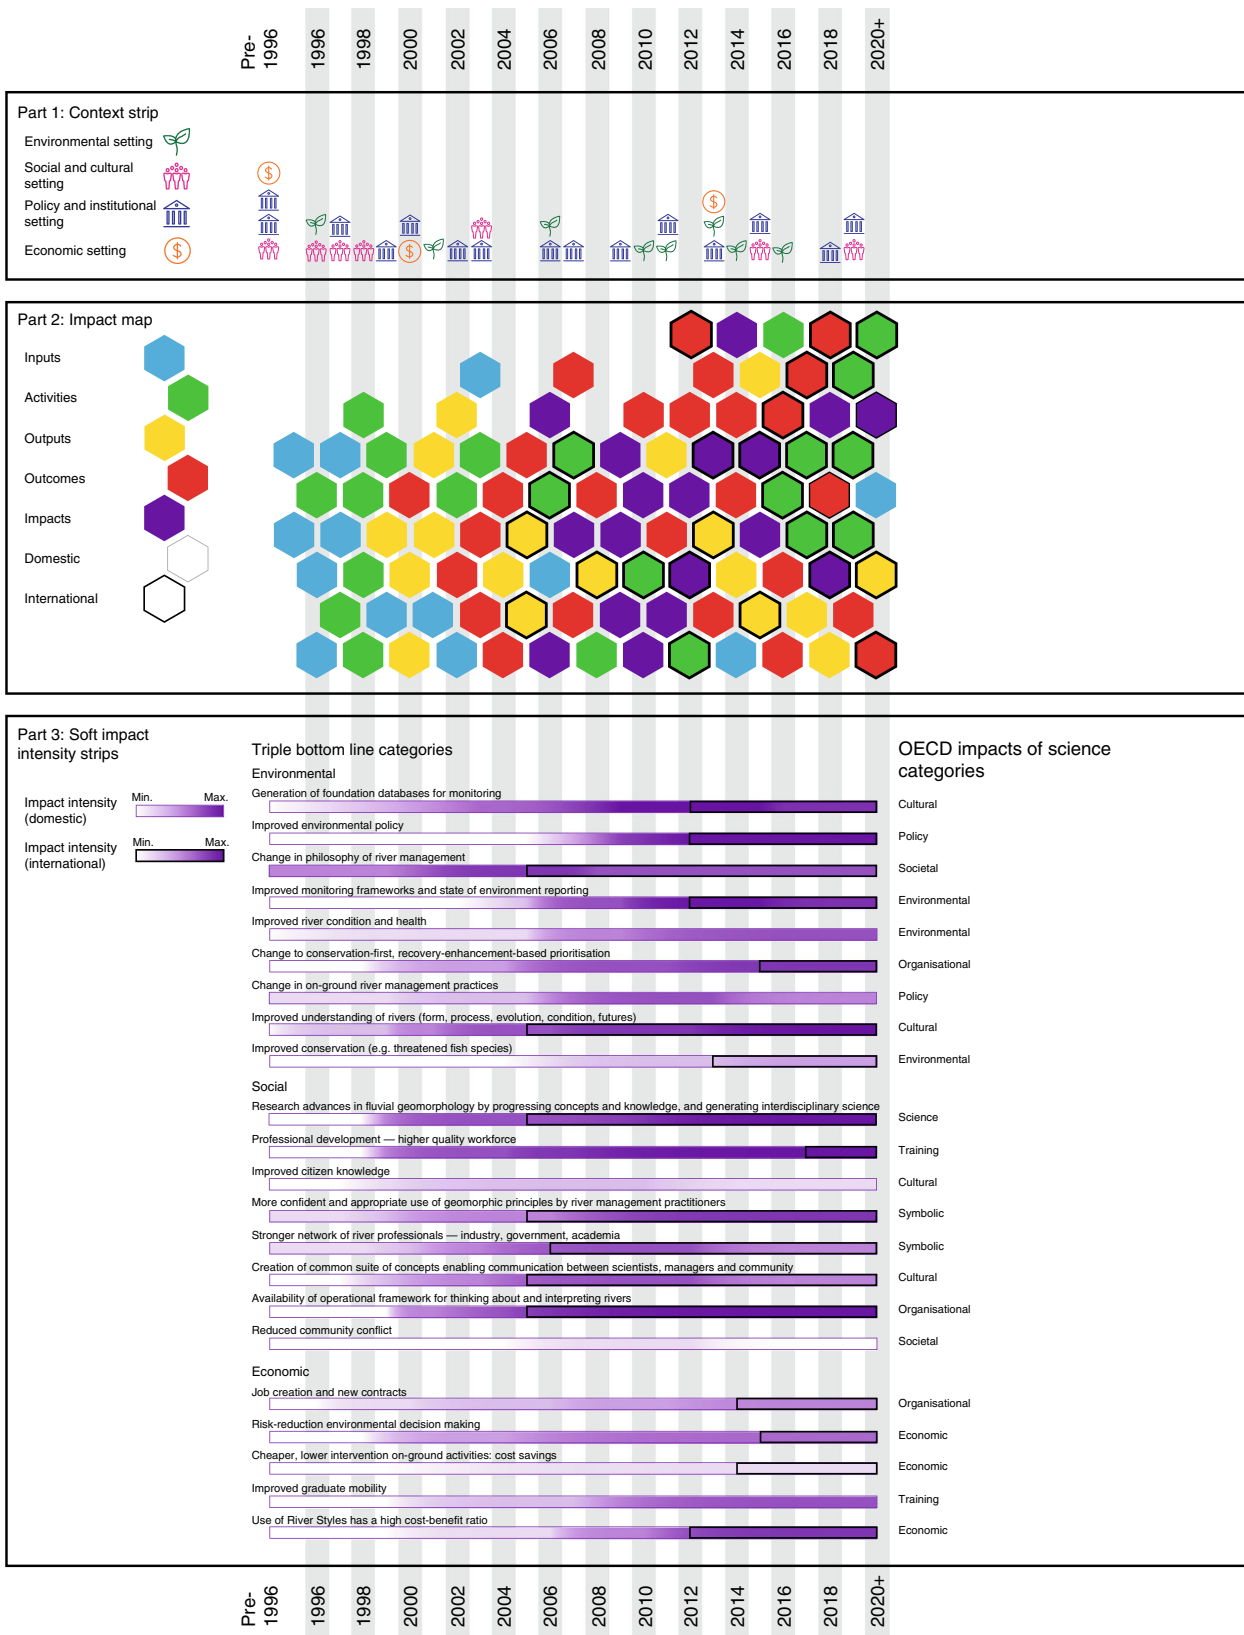 Pre-
1996
1996
1998
2000
2002
2004
2006
2008
2010
2012
2014
2016
2018
2020+
Part 1: Context strip
Environmental setting
Social and cultural
setting
Policy and institutional
setting
Economic setting
$
$
$
$
Part 2: Impact map
Inputs
Activities
Outputs
Outcomes
Impacts
Domestic
International
Part 3: Soft impact
intensity strips
Impact intensity
(domestic)
Min.
Max.
Impact intensity
(international)
Min.
Max.
Triple bottom line categories
OECD impacts of science
categories
Environmental
Generation of foundation databases for monitoring
Cultural
Improved environmental policy
Policy
Change in philosophy of river management
Societal
Improved monitoring frameworks and state of environment reporting
Environmental
Improved river condition and health
Environmental
Change to conservation-first, recovery-enhancement-based prioritisation
Organisational
Change in on-ground river management practices
Policy
Improved understanding of rivers (form, process, evolution, condition, futures)
Cultural
Improved conservation (e.g. threatened fish species)
Environmental
Social
Research advances in fluvial geomorphology by progressing concepts and knowledge, and generating interdisciplinary science
Science
Professional development — higher quality workforce
Training
Improved citizen knowledge
Cultural
More confident and appropriate use of geomorphic principles by river management practitioners
Symbolic
Stronger network of river professionals — industry, government, academia
Symbolic
Creation of common suite of concepts enabling communication between scientists, managers and community
Cultural
Availability of operational framework for thinking about and interpreting rivers
Organisational
Reduced community conflict
Societal
Economic
Job creation and new contracts
Organisational
Risk-reduction environmental decision making
Economic
Cheaper, lower intervention on-ground activities: cost savings
Economic
Improved graduate mobility
Training
Use of River Styles has a high cost-benefit ratio
Economic
Pre-
1996
1996
1998
2000
2002
2004
2006
2008
2010
2012
2014
2016
2018
2020+